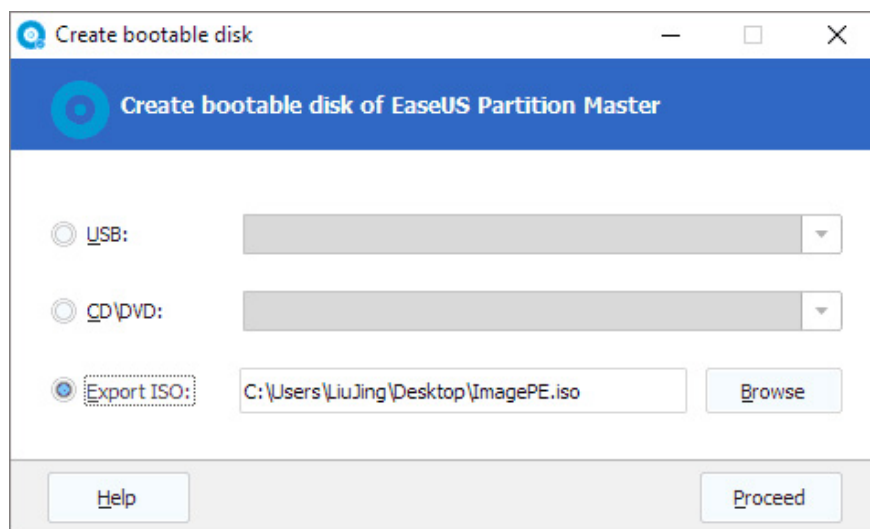 Create bootable disk
Create bootable disk of EaseUS Partition Master
USB:
CD\DVD:
Export ISO: C:\Users\LiuJing\Desktop\ImagePE.iso Browse
Help Proceed